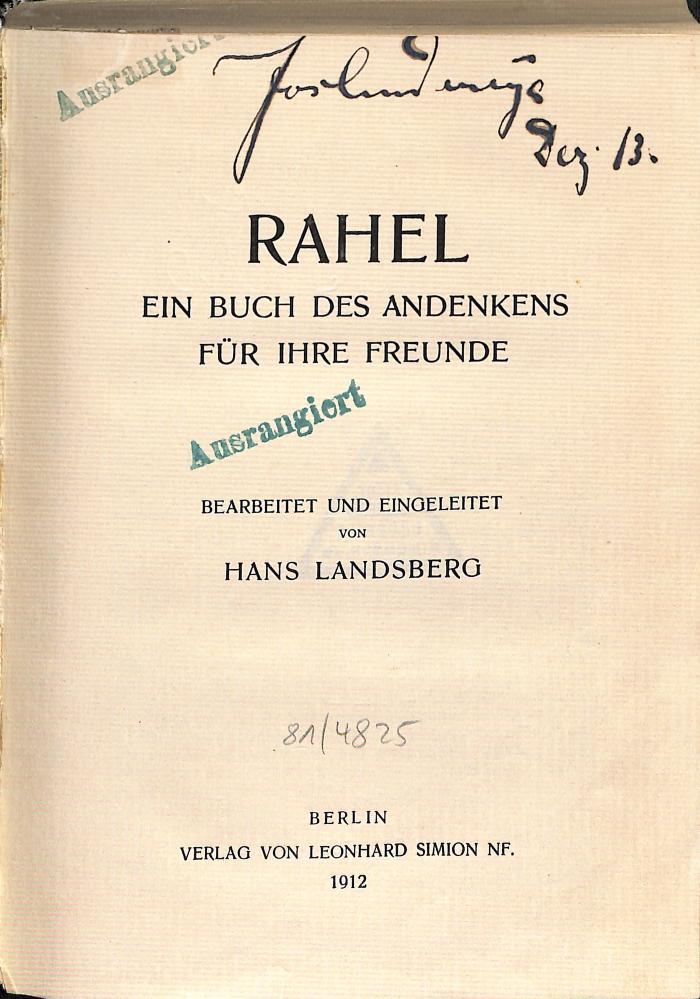 Ausrangiert
Dez. 13.
RAHEL
EIN BUCH DES ANDENKENS
FÜR IHRE FREUNDE
Ausrangiert
BEARBEITET UND EINGELEITET
VON
HANS LANDSBERG
81/4825
BERLIN
VERLAG VON LEONHARD SIMION NF.
1912